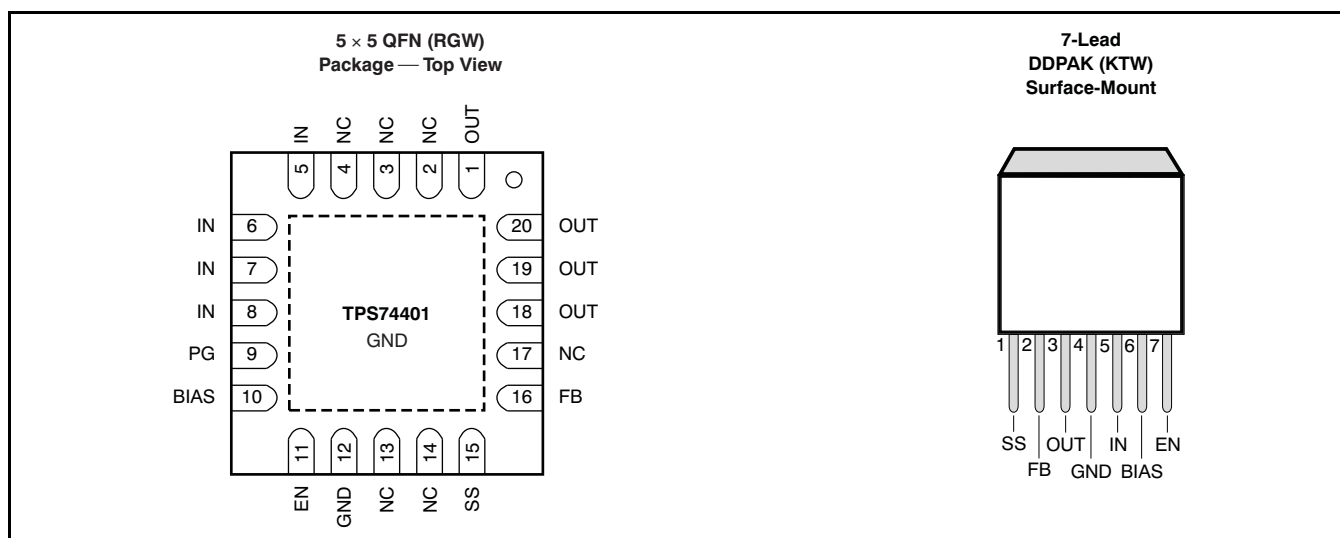 5 × 5 QFN (RGW)
Package — Top View
IN
NC
NC
NC
OUT
5
4
3
2
1
IN 6
IN 7
IN 8
PG 9
BIAS 10
20 OUT
19 OUT
18 OUT
17 NC
16 FB
TPS74401
GND
11
12
13
14
15
EN
GND
NC
NC
SS
7-Lead
DDPAK (KTW)
Surface-Mount
1 2 3 4 5 6 7
SS OUT IN EN
FB GND BIAS